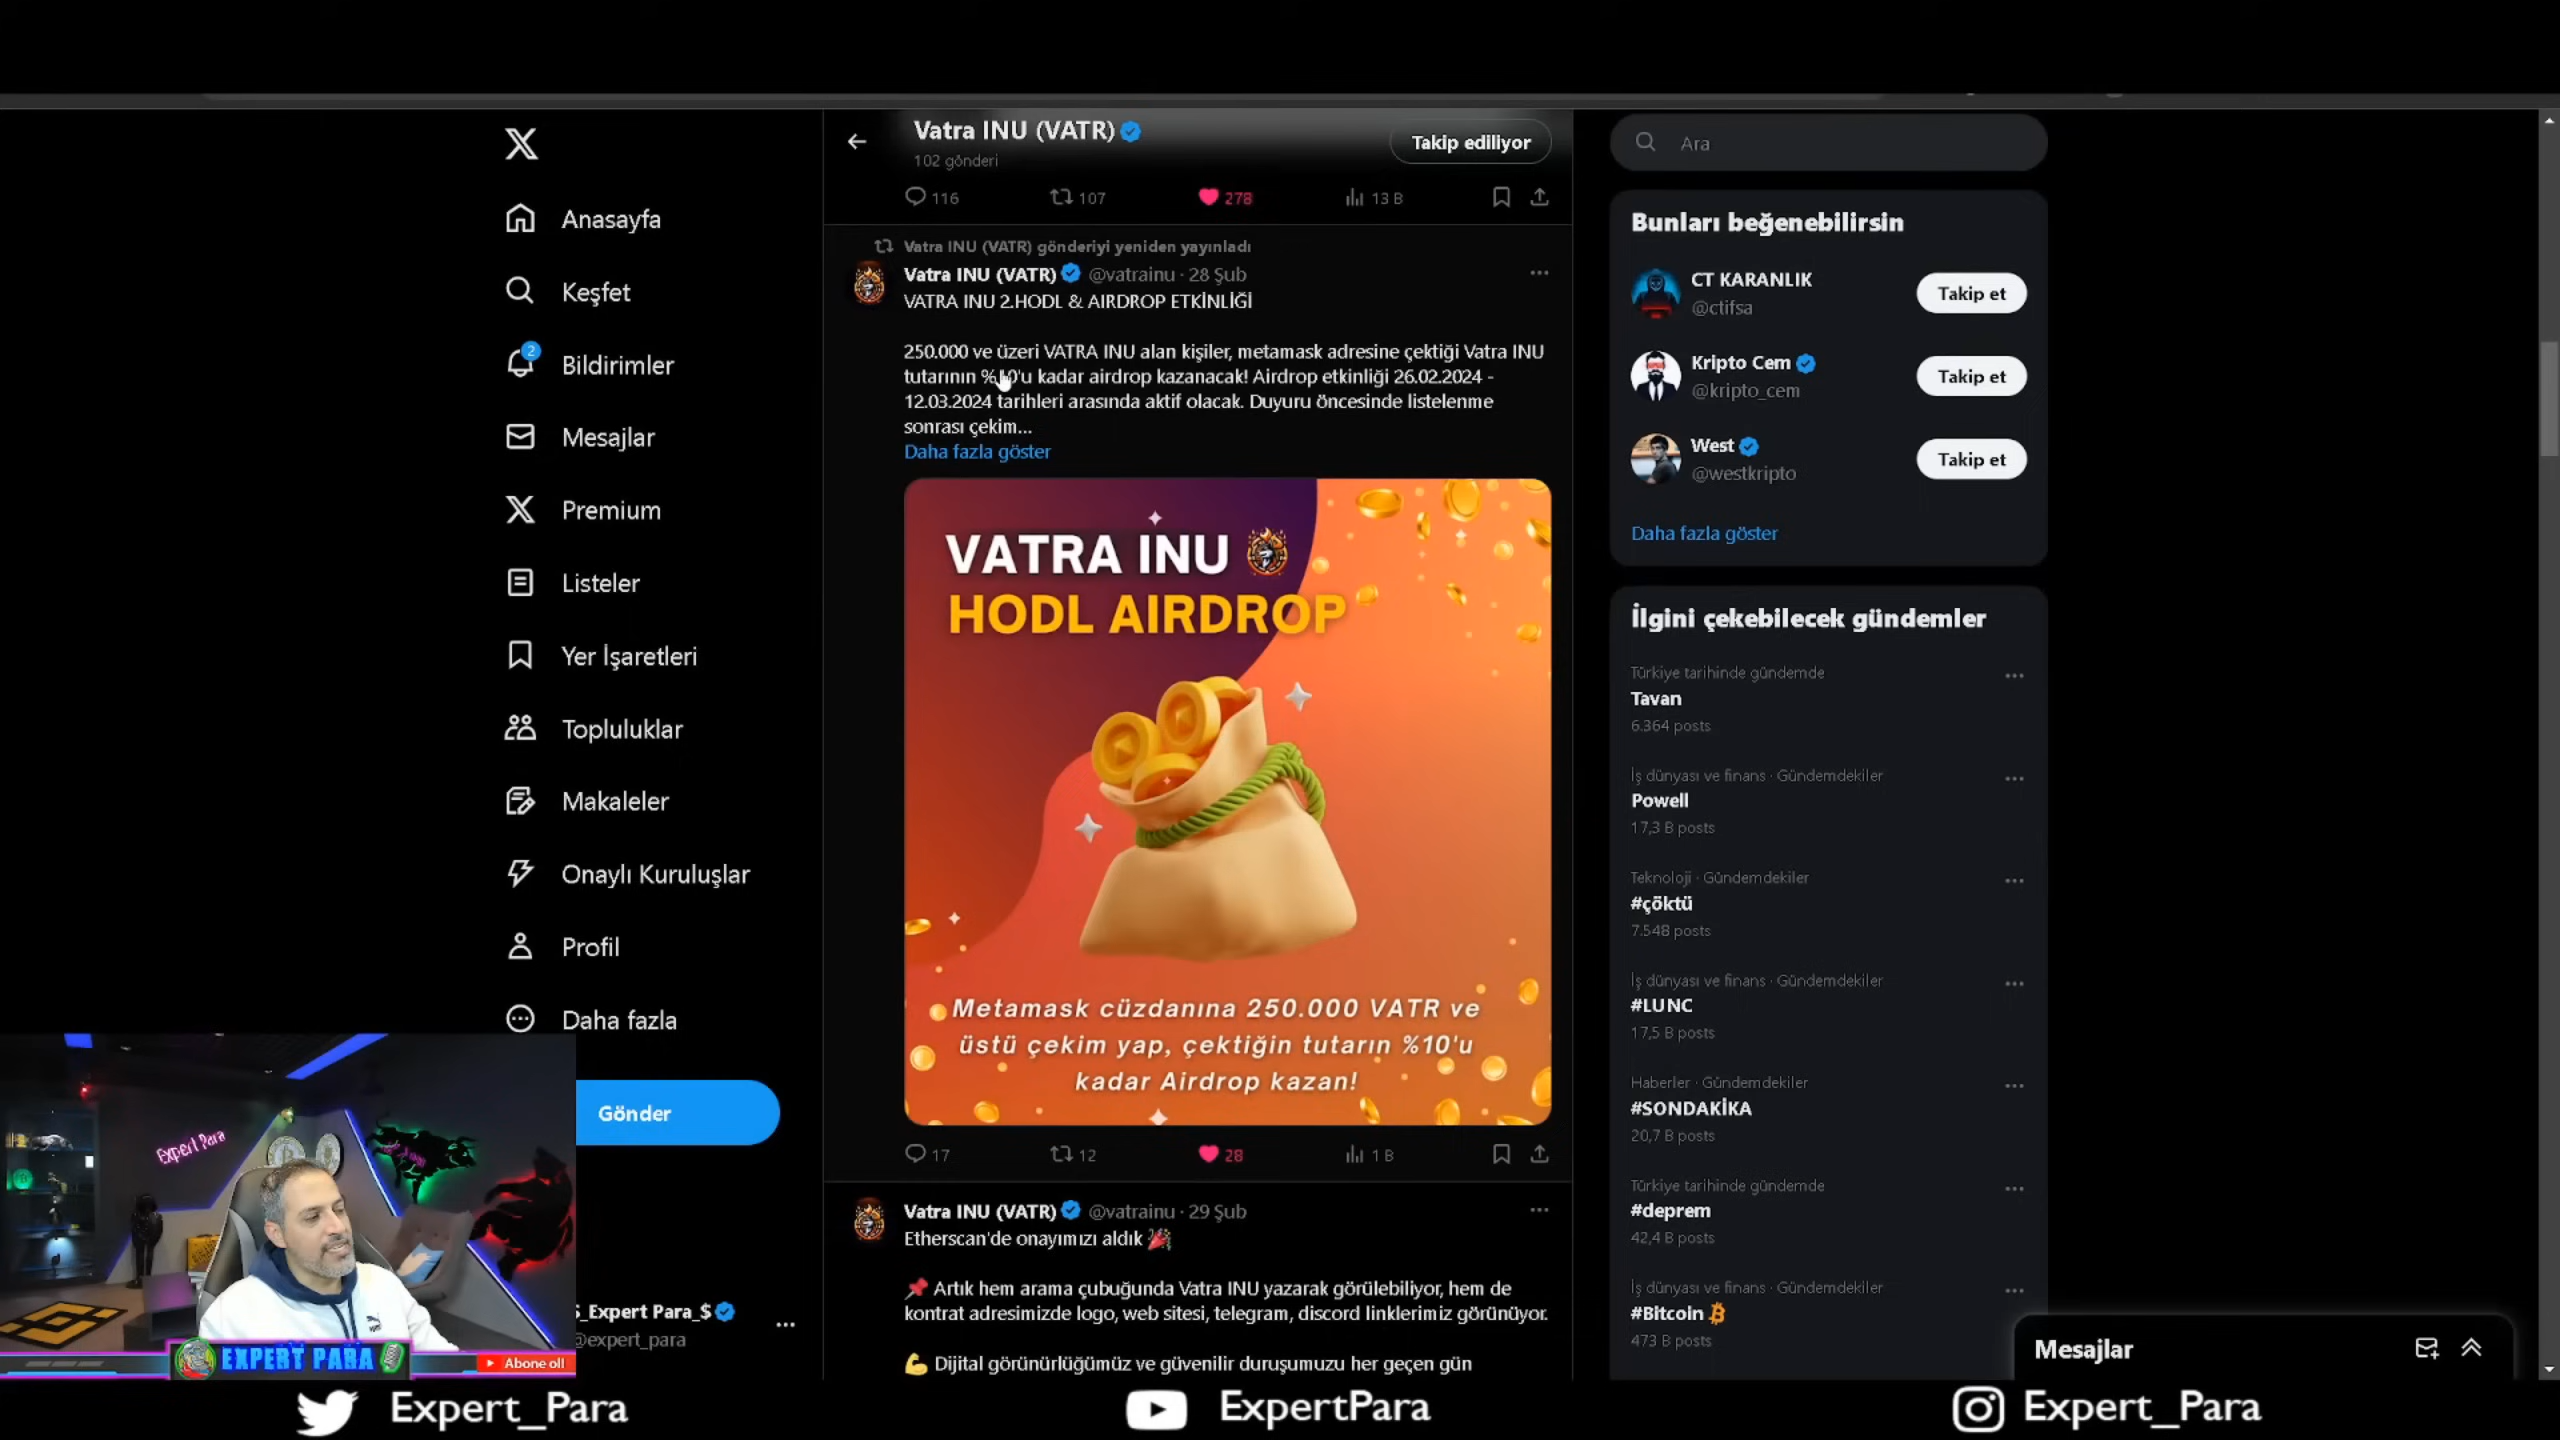 Anasayfa
Keşfet
2
Bildirimler
Mesajlar
Premium
Listeler
Yer İşaretleri
Topluluklar
Makaleler
Onaylı Kuruluşlar
Profil
Daha fazla
Gönder
_Expert Para_$
@expert_para
Vatra INU (VATR)
102 gönderi
Takip ediliyor
116 107 278 13 B
Vatra INU (VATR) gönderiyi yeniden yayınladı
Vatra INU (VATR) @vatrainu · 28 Şub
VATRA INU 2.HODL & AIRDROP ETKİNLİĞİ
250.000 ve üzeri VATRA INU alan kişiler, metamask adresine çektiği Vatra INU
tutarının %10'u kadar airdrop kazanacak! Airdrop etkinliği 26.02.2024 -
12.03.2024 tarihleri arasında aktif olacak. Duyuru öncesinde listelenme
sonrası çekim...
Daha fazla göster
VATRA INU
HODL AIRDROP
Metamask cüzdanına 250.000 VATR ve
üstü çekim yap, çektiğin tutarın %10'u
kadar Airdrop kazan!
17 12 28 1 B
Vatra INU (VATR) @vatrainu · 29 Şub
Etherscan'de onayımızı aldık 🎉
📌 Artık hem arama çubuğunda Vatra INU yazarak görülebiliyor, hem de
kontrat adresimizde logo, web sitesi, telegram, discord linklerimiz görünüyor.
💪 Dijital görünürlüğümüz ve güvenilir duruşumuzu her geçen gün
Ara
Bunları beğenebilirsin
CT KARANLIK
@ctifsa
Takip et
Kripto Cem
@kripto_cem
Takip et
West
@westkripto
Takip et
Daha fazla göster
İlgini çekebilecek gündemler
Türkiye tarihinde gündemde
Tavan
6.364 posts
İş dünyası ve finans · Gündemdekiler
Powell
17,3 B posts
Teknoloji · Gündemdekiler
#çöktü
7.548 posts
İş dünyası ve finans · Gündemdekiler
#LUNC
17,5 B posts
Haberler · Gündemdekiler
#SONDAKİKA
20,7 B posts
Türkiye tarihinde gündemde
#deprem
42,4 B posts
İş dünyası ve finans · Gündemdekiler
#Bitcoin
473 B posts
Mesajlar
Expert Para
EXPERT PARA
Abone ol!
Expert_Para
ExpertPara
Expert_Para